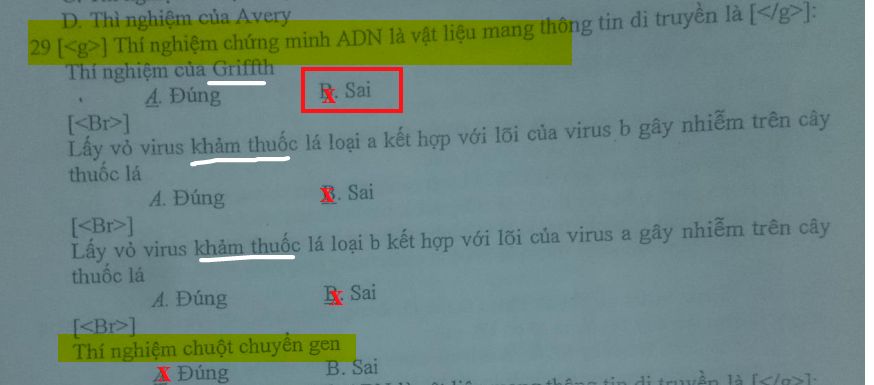 D. Thì nghiệm của Avery
29 [<g>] Thí nghiệm chứng minh ADN là vật liệu mang thông tin di truyền là [</g>]:
Thí nghiệm của Griffth
A. Đúng B. Sai
[<Br>]
Lấy vỏ virus khảm thuốc lá loại a kết hợp với lõi của virus b gây nhiễm trên cây
thuốc lá
A. Đúng B. Sai
[<Br>]
Lấy vỏ virus khảm thuốc lá loại b kết hợp với lõi của virus a gây nhiễm trên cây
thuốc lá
A. Đúng B. Sai
[<Br>]
Thí nghiệm chuột chuyển gen
A Đúng B. Sai
thông tin di truyền là [</g>]: